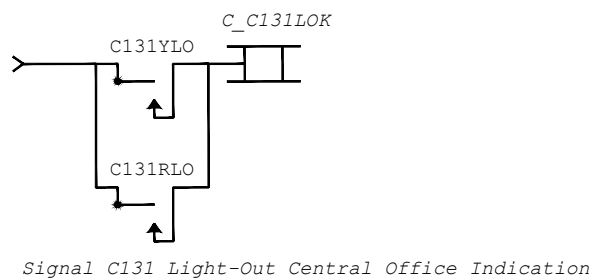 C_C131LOK
C131YLO
C131RLO
Signal C131 Light-Out Central Office Indication